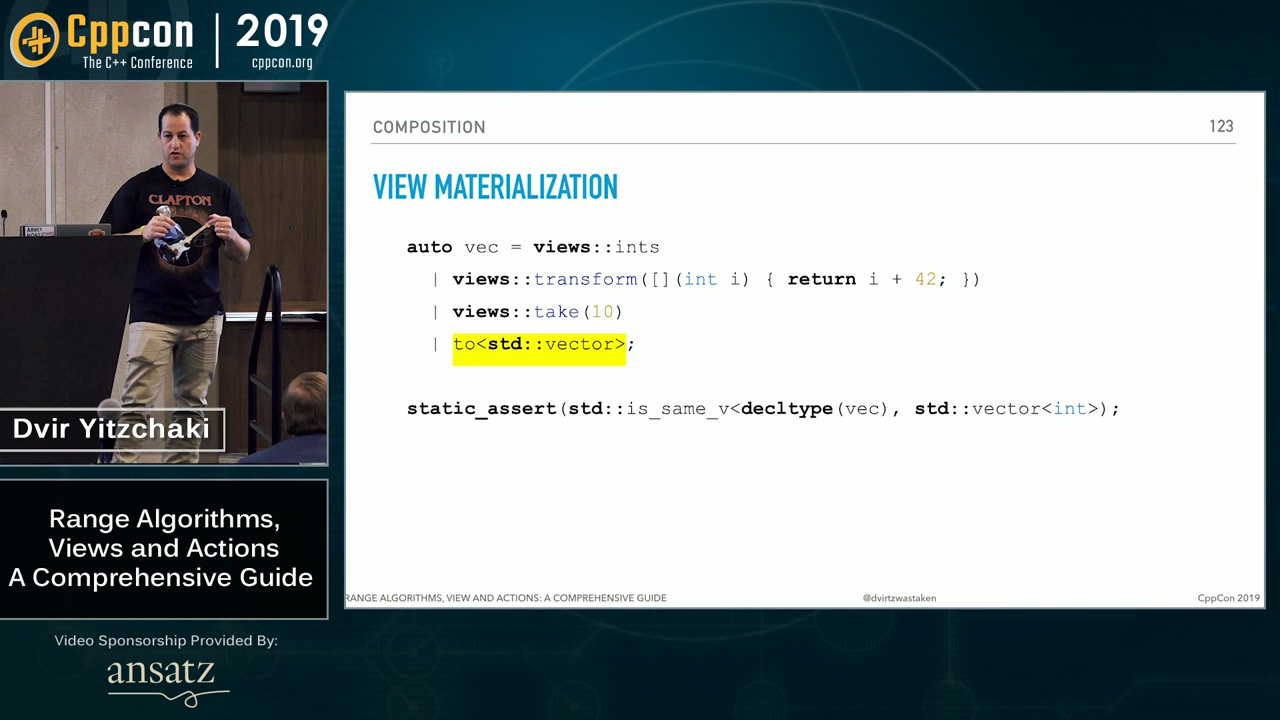 Cppcon
The C++ Conference
2019
cppcon.org
CLAPTON
Dvir Yitzchaki
Range Algorithms,
Views and Actions
A Comprehensive Guide
Video Sponsorship Provided By:
ansatz
COMPOSITION
123
VIEW MATERIALIZATION
auto vec = views::ints
| views::transform([](int i) { return i + 42; })
| views::take(10)
| to<std::vector>;
static_assert(std::is_same_v<decltype(vec), std::vector<int>);
RANGE ALGORITHMS, VIEW AND ACTIONS: A COMPREHENSIVE GUIDE
@dvirtzwastaken
CppCon 2019